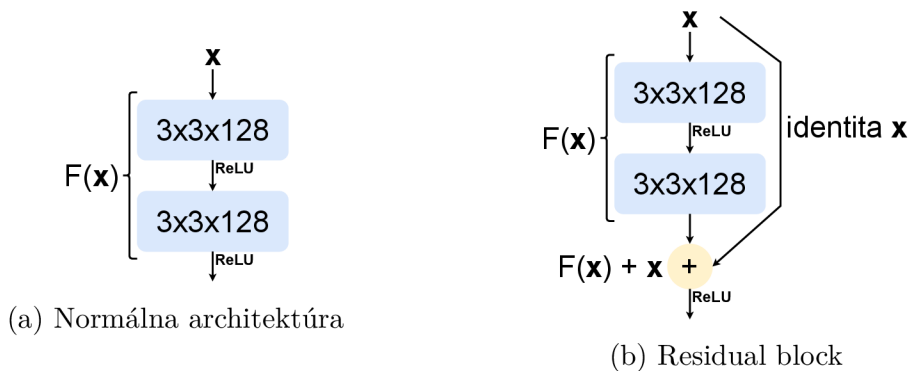 x
3x3x128
ReLU
F(x)
3x3x128
ReLU
(a) Normálna architektúra
x
3x3x128
ReLU
F(x)
identita x
3x3x128
F(x) + x +
ReLU
(b) Residual block